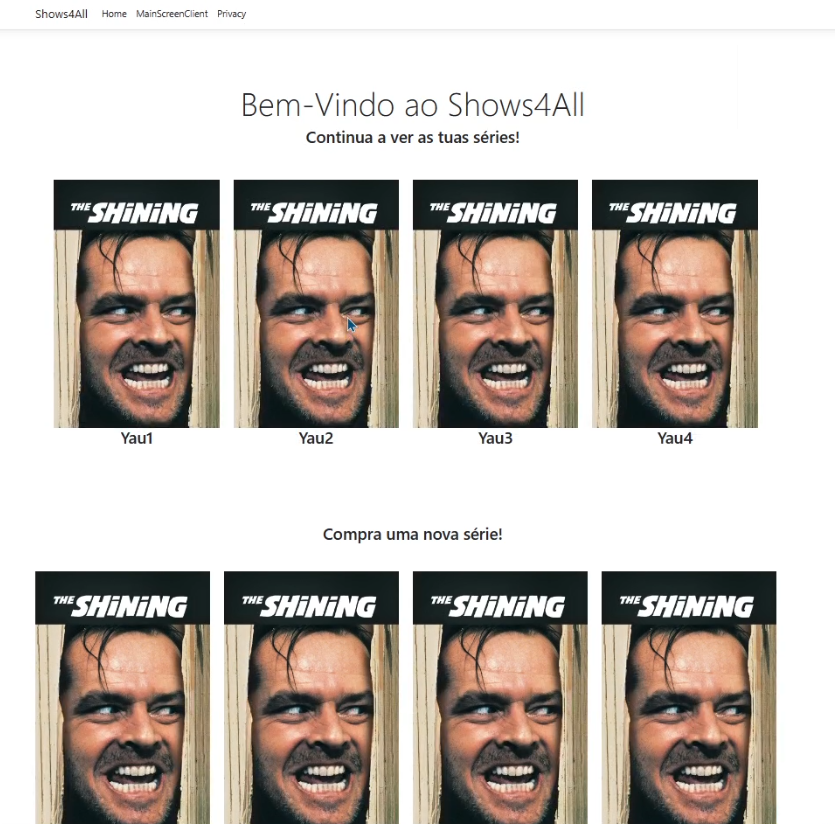 Shows4All Home MainScreenClient Privacy
Bem-Vindo ao Shows4All
Continua a ver as tuas séries!
THE SHiNiNG THE SHiNiNG THE SHiNiNG THE SHiNiNG
Yau1 Yau2 Yau3 Yau4
Compra uma nova série!
THE SHiNiNG THE SHiNiNG THE SHiNiNG THE SHiNiNG